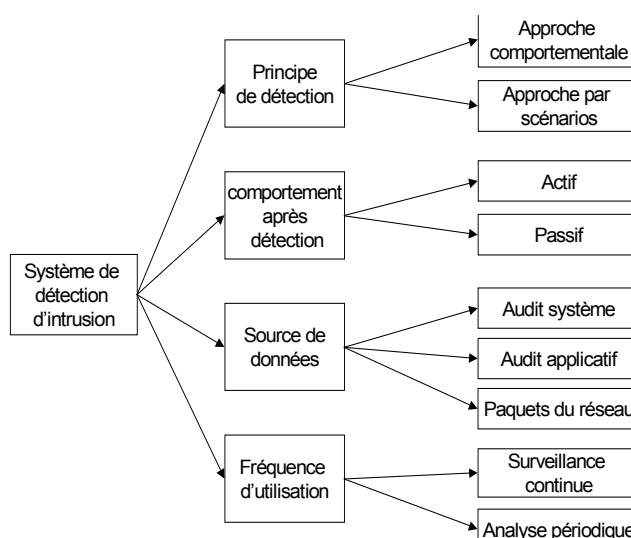 Système de
détection
d'intrusion
Principe
de détection
Approche
comportementale
Approche par
scénarios
comportement
après
détection
Actif
Passif
Source de
données
Audit système
Audit applicatif
Paquets du réseau
Fréquence
d'utilisation
Surveillance
continue
Analyse périodique